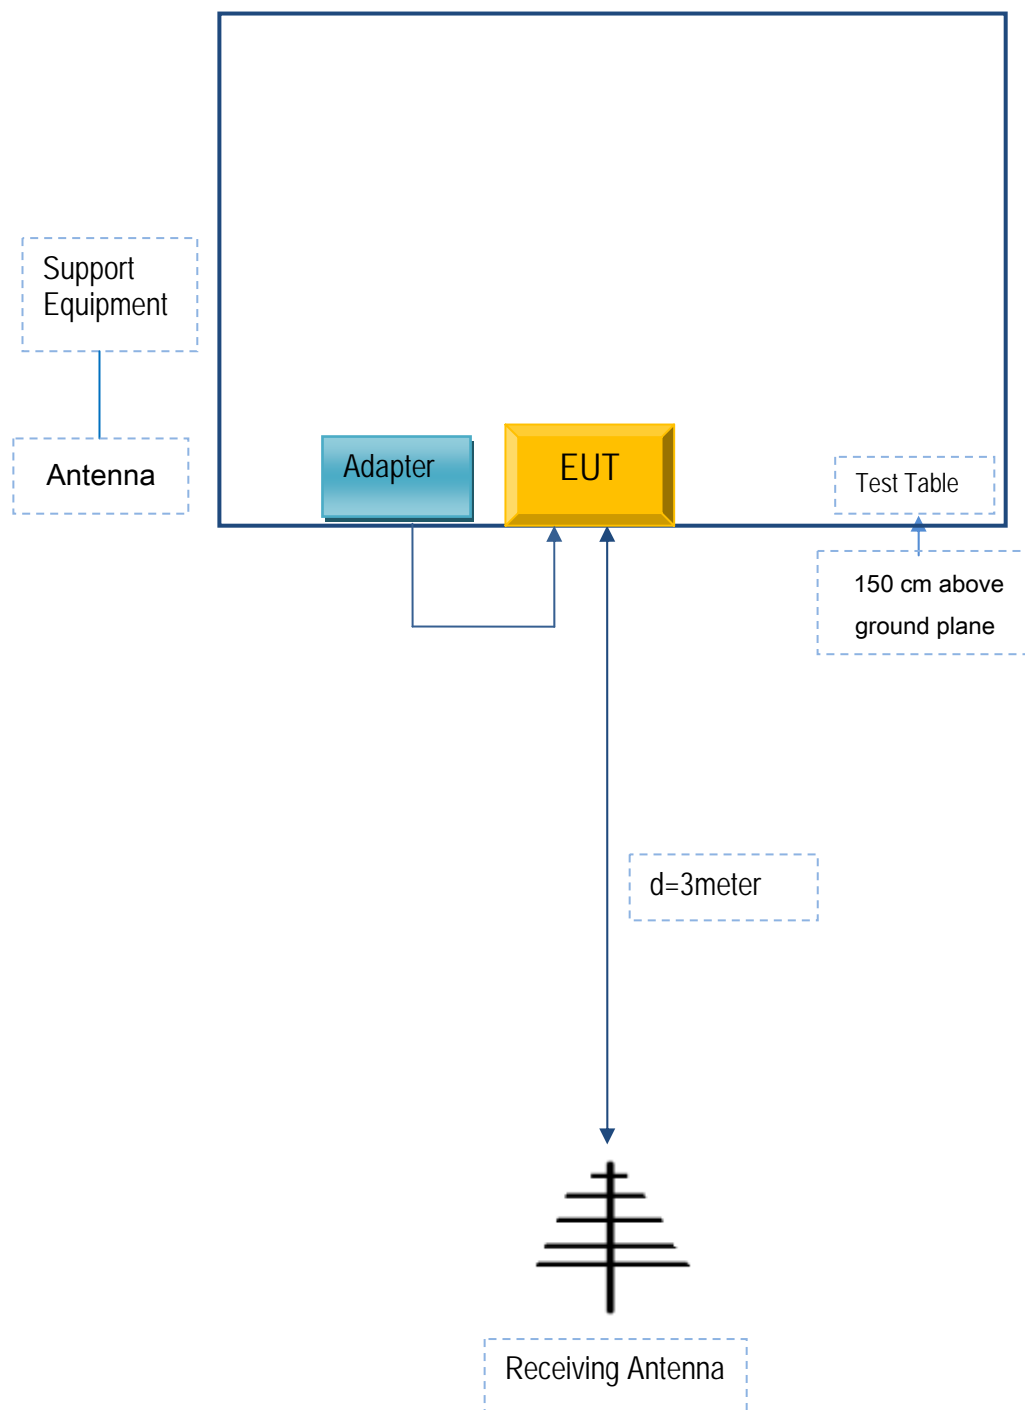 Support
Equipment
Antenna
Adapter
EUT
Test Table
150 cm above
ground plane
d=3meter
Receiving Antenna